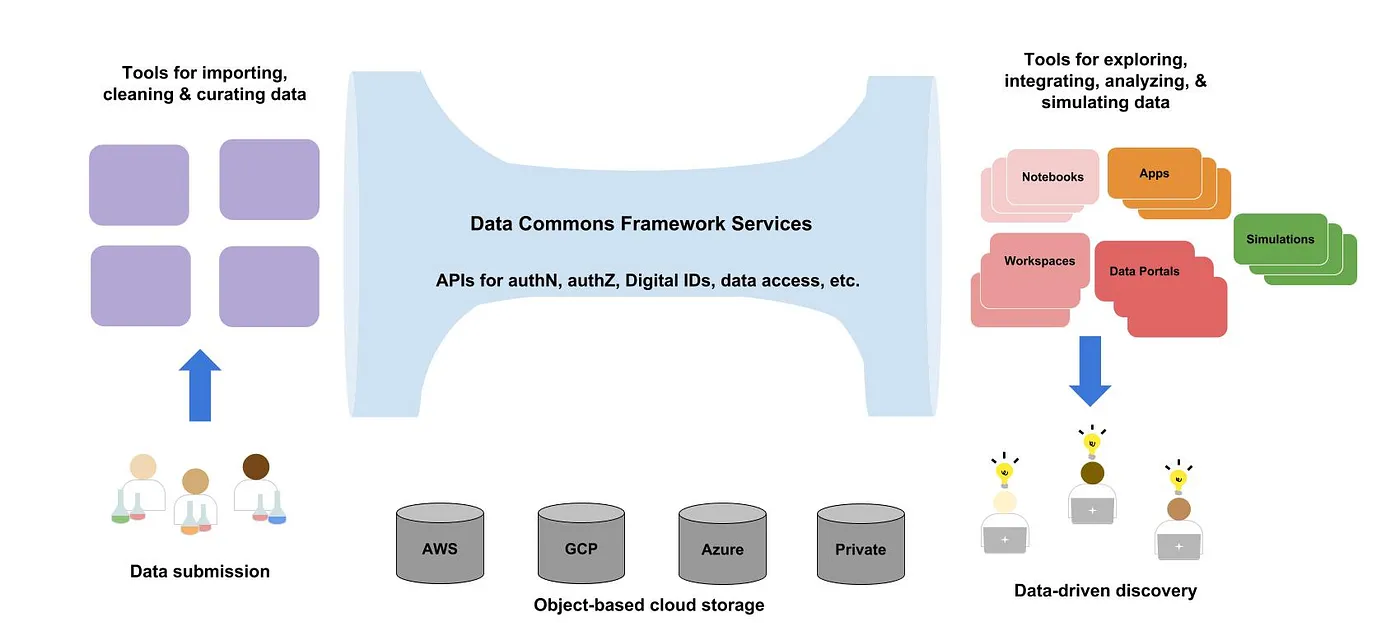 Tools for importing,
cleaning & curating data
Data submission
Data Commons Framework Services
APIs for authN, authZ, Digital IDs, data access, etc.
AWS
GCP
Azure
Private
Object-based cloud storage
Tools for exploring,
integrating, analyzing, &
simulating data
Notebooks
Apps
Simulations
Workspaces
Data Portals
Data-driven discovery